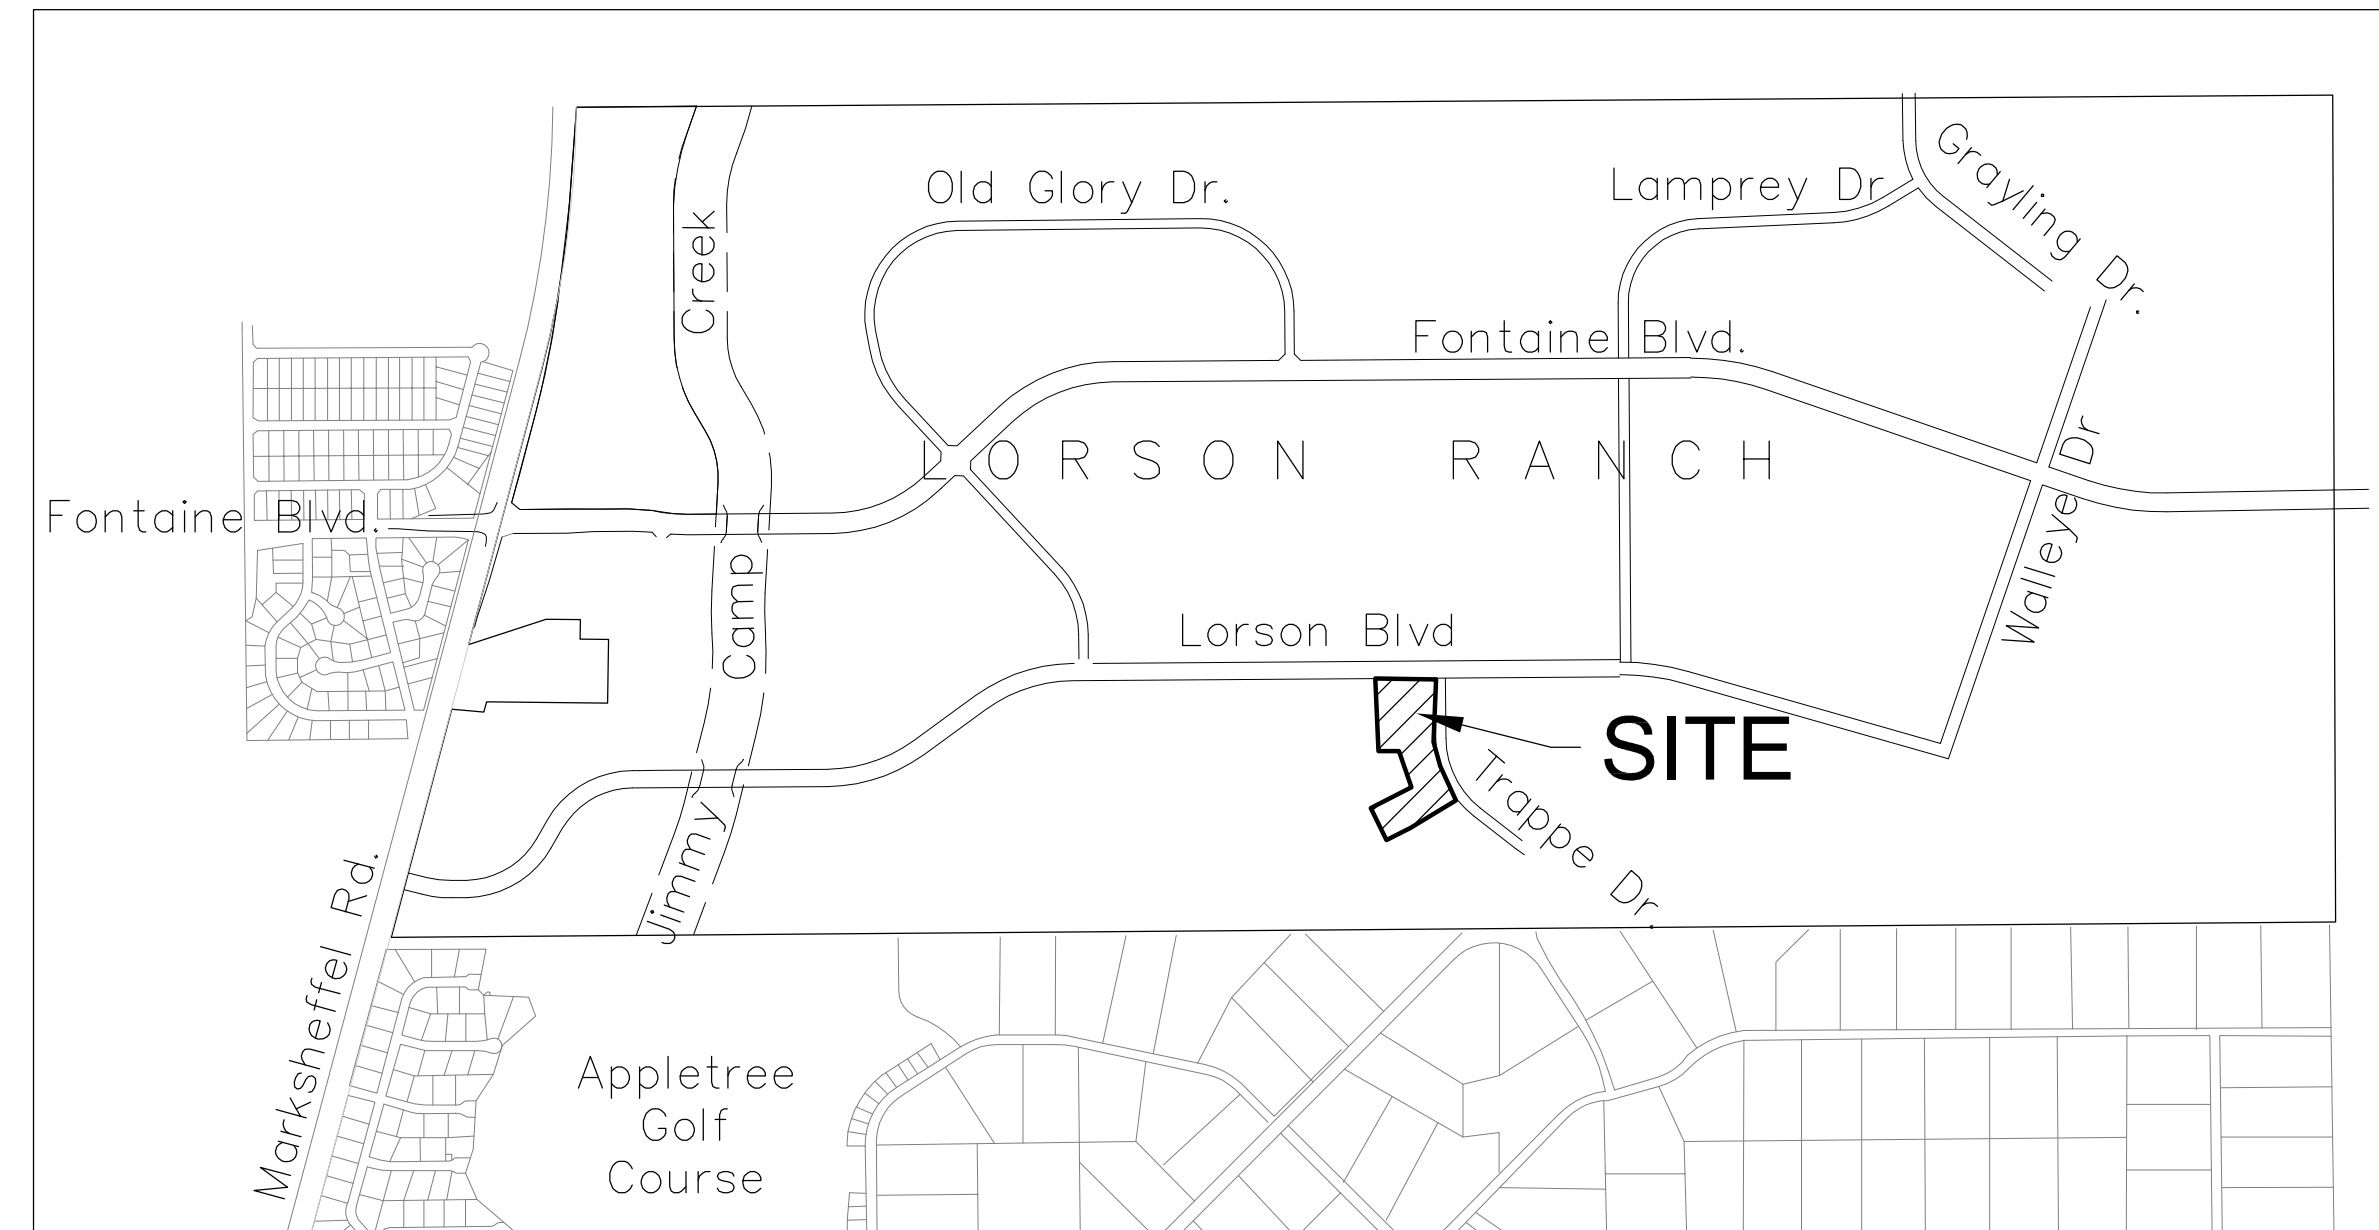 Grayling Dr.
Old Glory Dr.
Lamprey Dr
Creek
Fontaine Blvd.
LORSON RANCH
Walleye Dr
Fontaine Blvd.
Camp
Lorson Blvd
SITE
Trappe Dr.
Jimmy
Marksheffel Rd.
Appletree
Golf
Course